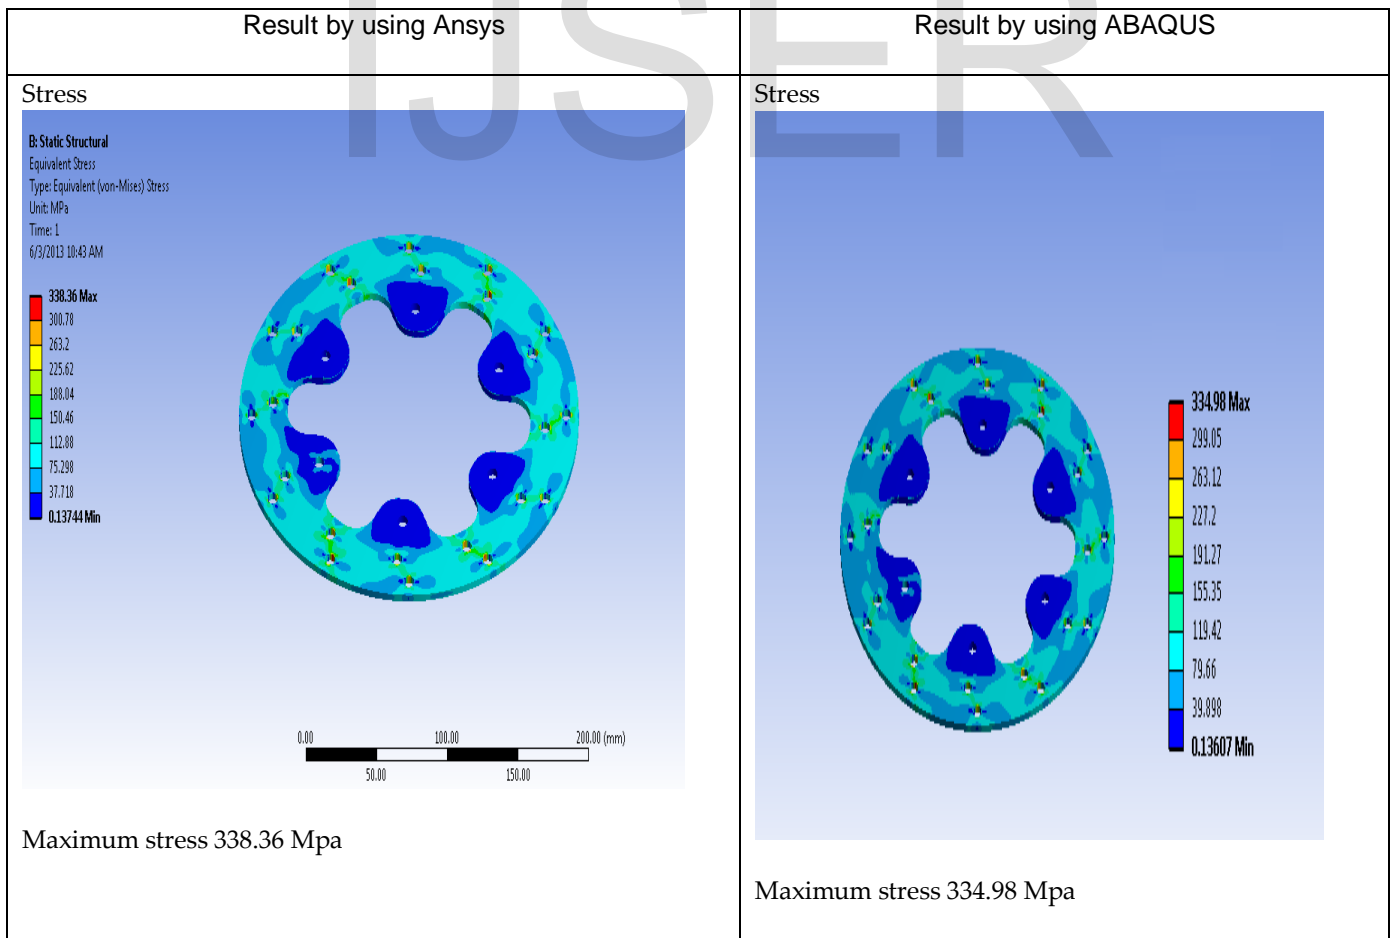 IJSER
Result by using Ansys
Result by using ABAQUS
Stress
B: Static Structural
Equivalent Stress
Type: Equivalent (von-Mises) Stress
Unit: MPa
Time: 1
6/3/2013 10:43 AM
338.36 Max
300.78
263.2
225.62
188.04
150.46
112.88
75.298
37.718
0.13744 Min
0.00
100.00
200.00 (mm)
50.00
150.00
Maximum stress 338.36 Mpa
Stress
334.98 Max
299.05
263.12
227.2
191.27
155.35
119.42
79.66
39.898
0.13607 Min
Maximum stress 334.98 Mpa